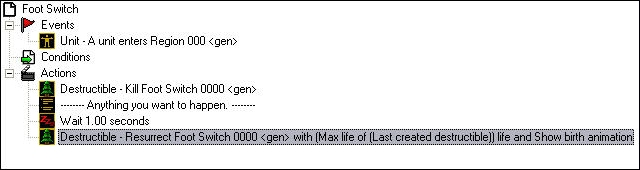 Foot Switch
Events
Unit - A unit enters Region 000 <gen>
Conditions
Actions
Destructible - Kill Foot Switch 0000 <gen>
-------- Anything you want to happen. --------
Wait 1.00 seconds
Destructible - Resurrect Foot Switch 0000 <gen> with (Max life of (Last created destructible)) life and Show birth animation